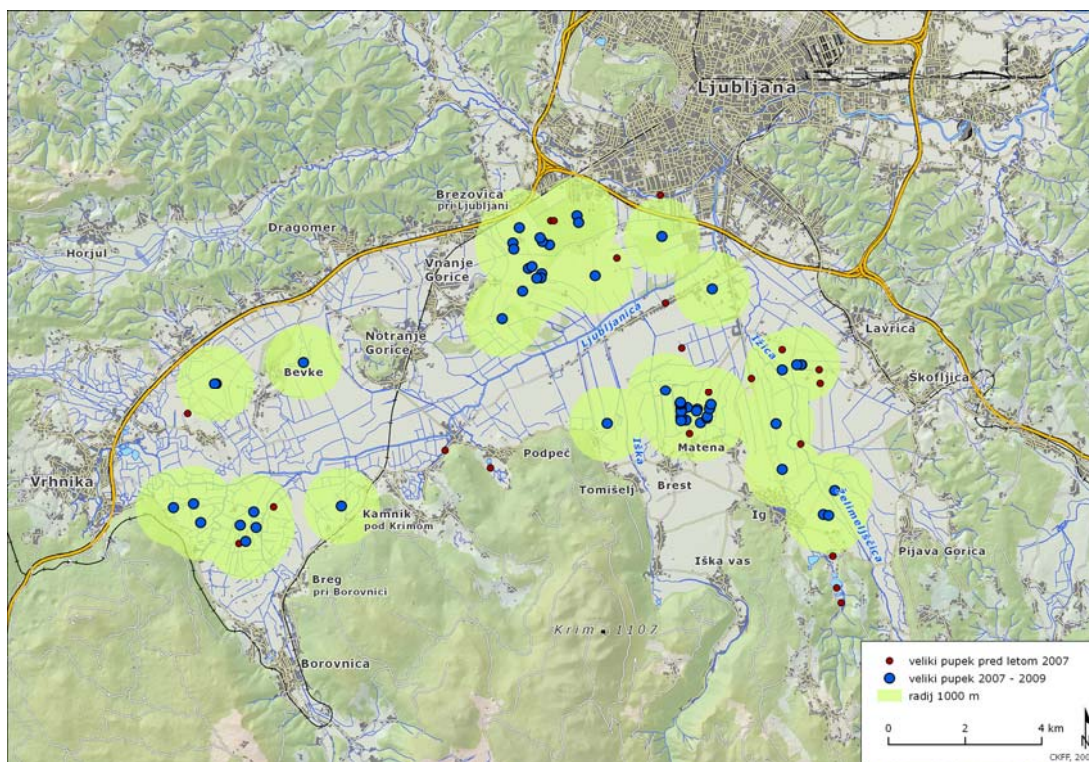 Ljubljana
Brezovica
pri Ljubljani
Dragomer
Horjul
Vnanje
Gorice
Ljubljanica
Notranje
Gorice
Bevke
Ižica
Lavrica
Škofljica
Vrhnika
Podpeč
Iška
Matena
Tomišelj
Brest
Ig
Želimeljščica
Kamnik
pod Krimom
Pijava Gorica
Iška vas
Breg
pri Borovnici
Krim 1107
Borovnica
veliki pupek pred letom 2007
veliki pupek 2007 - 2009
radij 1000 m
0 2 4 km
N
CKFF,